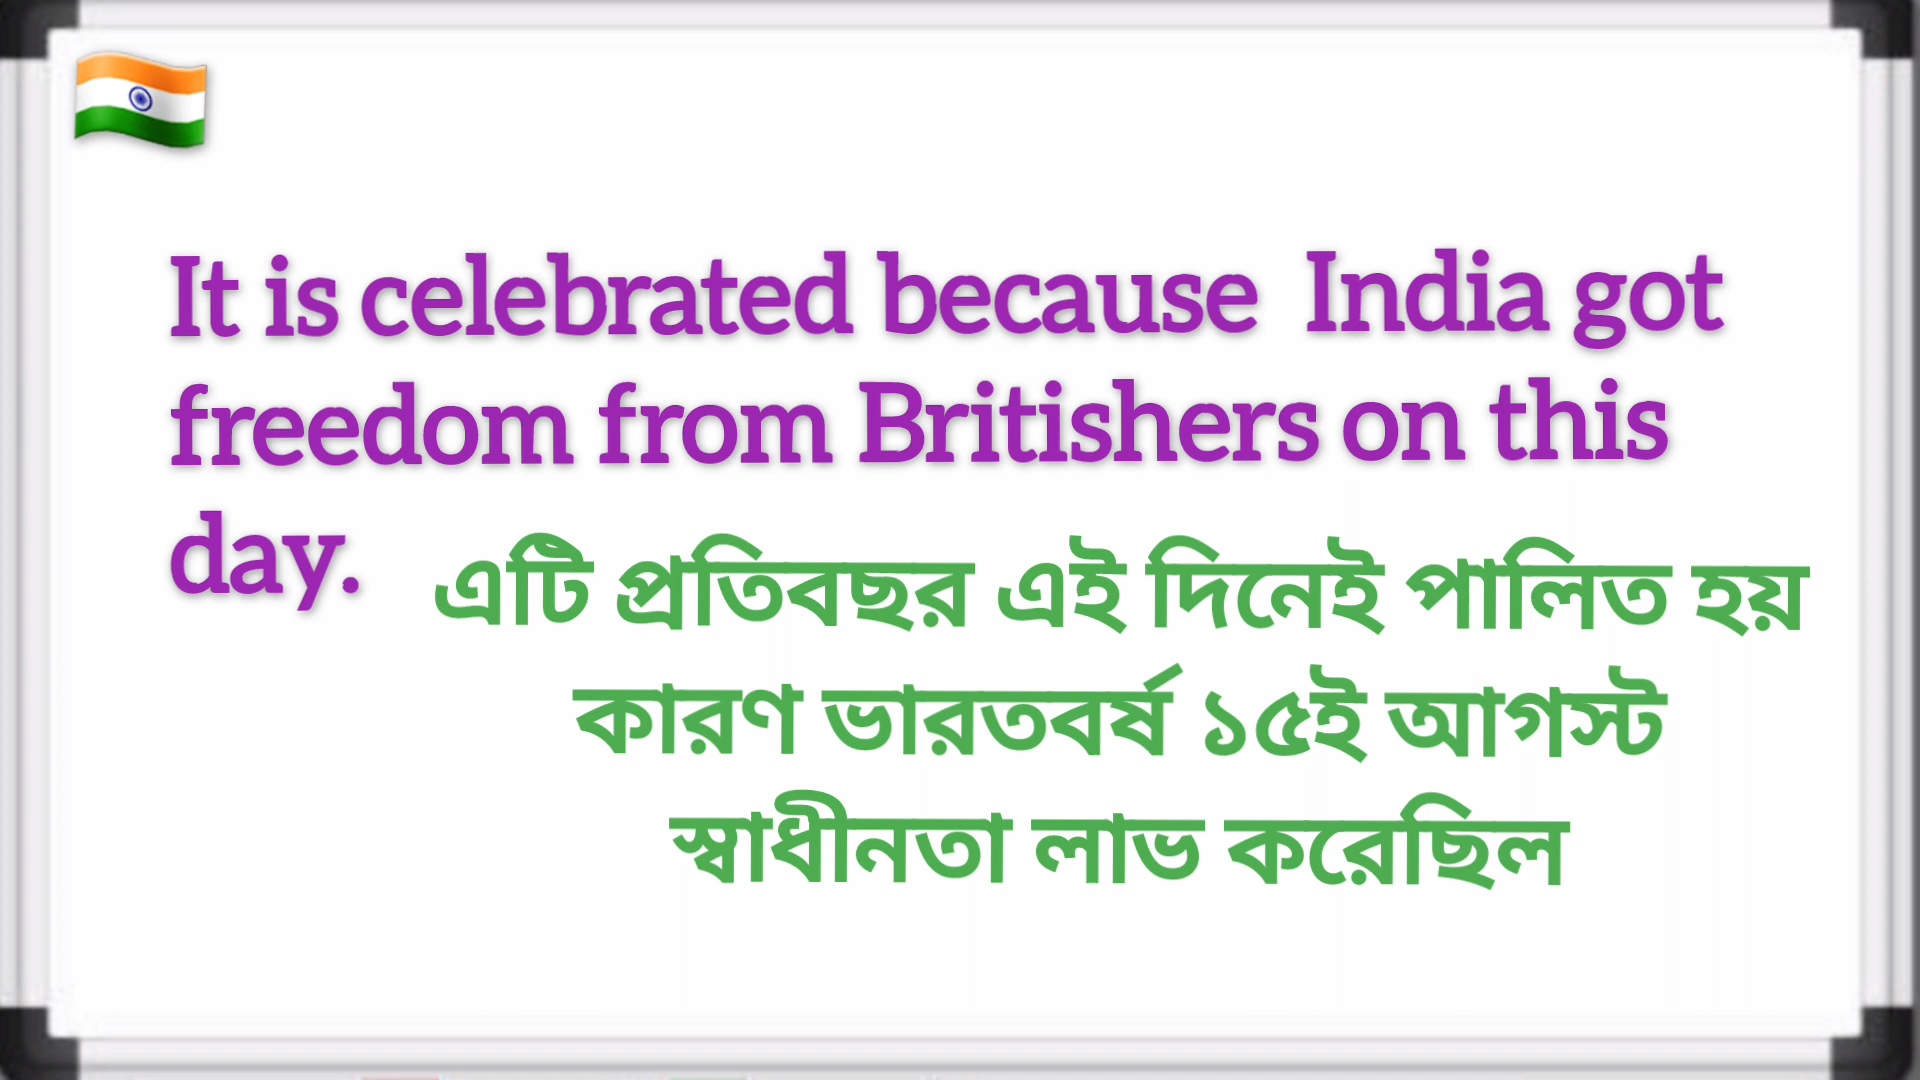 It is celebrated because  India got
freedom from Britishers on this
day.
এটি প্রতিবছর এই দিনেই পালিত হয়
কারণ ভারতবর্ষ ১৫ই আগস্ট
স্বাধীনতা লাভ করেছিল